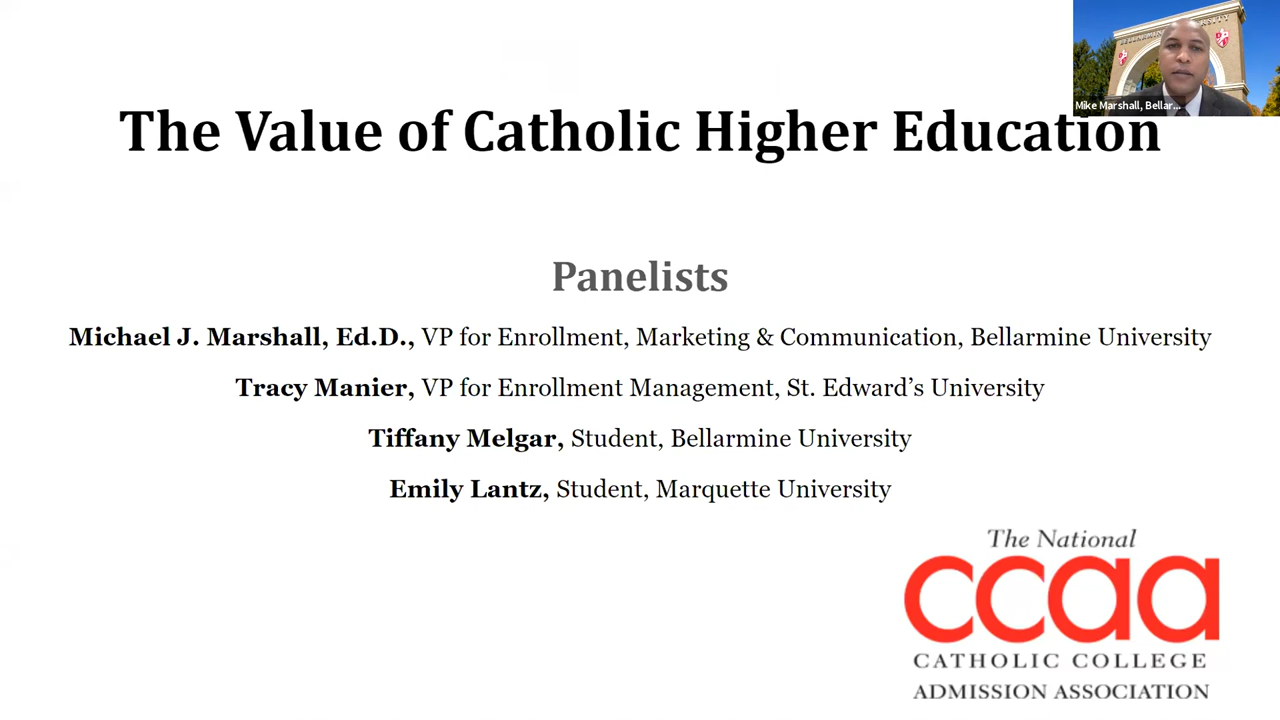 The Value of Catholic Higher Education
Mike Marshall, Bellar...
Panelists
Michael J. Marshall, Ed.D., VP for Enrollment, Marketing & Communication, Bellarmine University
Tracy Manier, VP for Enrollment Management, St. Edward’s University
Tiffany Melgar, Student, Bellarmine University
Emily Lantz, Student, Marquette University
The National
ccaa
CATHOLIC COLLEGE
ADMISSION ASSOCIATION